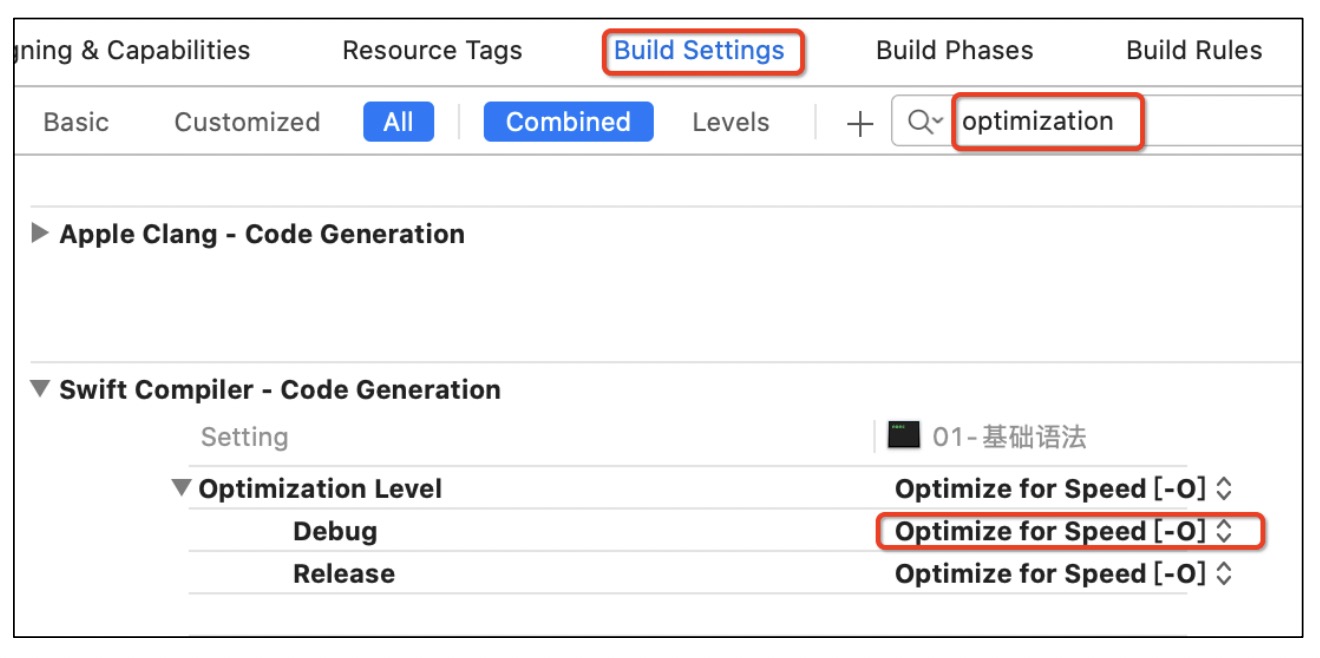 gning & Capabilities Resource Tags Build Settings Build Phases Build Rules
Basic Customized All Combined Levels + optimization
Apple Clang - Code Generation
Swift Compiler - Code Generation
Setting 01-基础语法
Optimization Level Optimize for Speed [-O]
Debug Optimize for Speed [-O]
Release Optimize for Speed [-O]